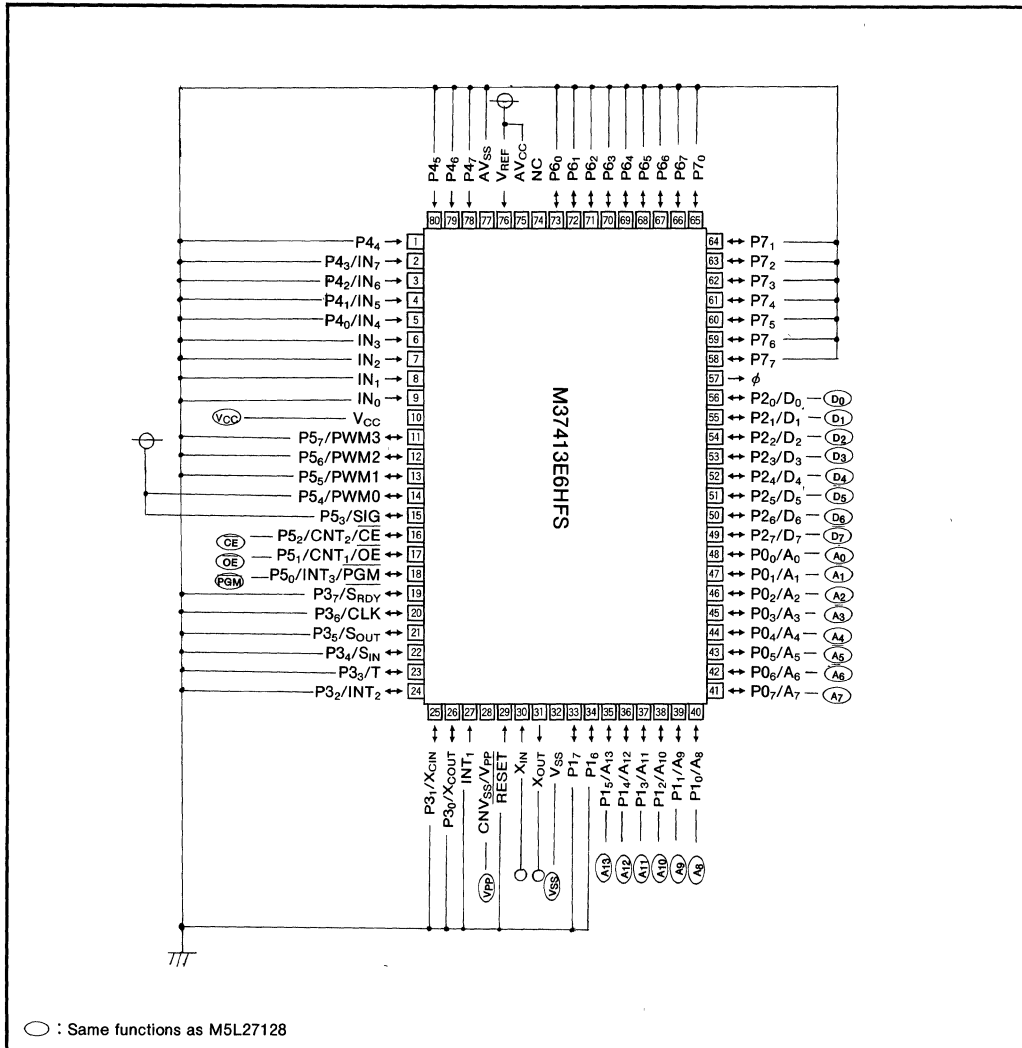 P4₅
P4₆
P4₇
AVSS
VREF
AVCC
NC
P6₀
P6₁
P6₂
P6₃
P6₄
P6₅
P6₆
P6₇
P7₀
80 79 78 77 76 75 74 73 72 71 70 69 68 67 66 65
P4₄ 1
P4₃/IN₇ 2
P4₂/IN₆ 3
P4₁/IN₅ 4
P4₀/IN₄ 5
IN₃ 6
IN₂ 7
IN₁ 8
IN₀ 9
VCC VCC 10
P5₇/PWM3 11
P5₆/PWM2 12
P5₅/PWM1 13
P5₄/PWM0 14
P5₃/SIG 15
C̅E̅ P5₂/CNT₂/C̅E̅ 16
O̅E̅ P5₁/CNT₁/O̅E̅ 17
P̅G̅M̅ P5₀/INT₃/P̅G̅M̅ 18
P3₇/S̅R̅D̅Y̅ 19
P3₆/CLK 20
P3₅/SOUT 21
P3₄/SIN 22
P3₃/T 23
P3₂/INT₂ 24
M37413E6HFS
64 P7₁
63 P7₂
62 P7₃
61 P7₄
60 P7₅
59 P7₆
58 P7₇
57 ϕ
56 P2₀/D₀ D₀
55 P2₁/D₁ D₁
54 P2₂/D₂ D₂
53 P2₃/D₃ D₃
52 P2₄/D₄ D₄
51 P2₅/D₅ D₅
50 P2₆/D₆ D₆
49 P2₇/D₇ D₇
48 P0₀/A₀ A₀
47 P0₁/A₁ A₁
46 P0₂/A₂ A₂
45 P0₃/A₃ A₃
44 P0₄/A₄ A₄
43 P0₅/A₅ A₅
42 P0₆/A₆ A₆
41 P0₇/A₇ A₇
25 26 27 28 29 30 31 32 33 34 35 36 37 38 39 40
P3₁/XCIN
P3₀/XCOUT
INT₁
CNVSS/VPP VPP
R̅E̅S̅E̅T̅
XIN
XOUT
VSS VSS
P1₇
P1₆
P1₅/A₁₃ A13
P1₄/A₁₂ A12
P1₃/A₁₁ A11
P1₂/A₁₀ A10
P1₁/A₉ A9
P1₀/A₈ A8
: Same functions as M5L27128